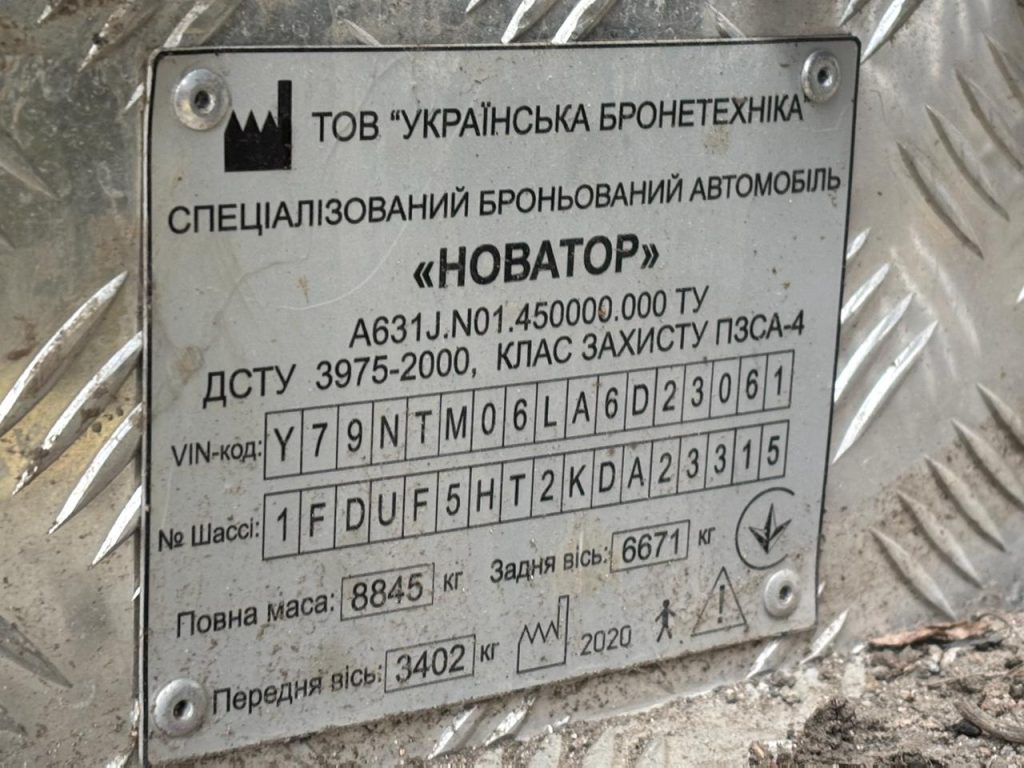 ТОВ "УКРАЇНСЬКА БРОНЕТЕХНІКА"
СПЕЦІАЛІЗОВАНИЙ БРОНЬОВАНИЙ АВТОМОБІЛЬ
«НОВАТОР»
A631J.N01.450000.000 ТУ
ДСТУ 3975-2000, КЛАС ЗАХИСТУ ПЗСА-4
VIN-код: Y79NTM06LA6D23061
№ Шассі: 1FDUF5HT2KDA23315
Повна маса: 8845 кг Задня вісь: 6671 кг
Передня вісь: 3402 кг 2020